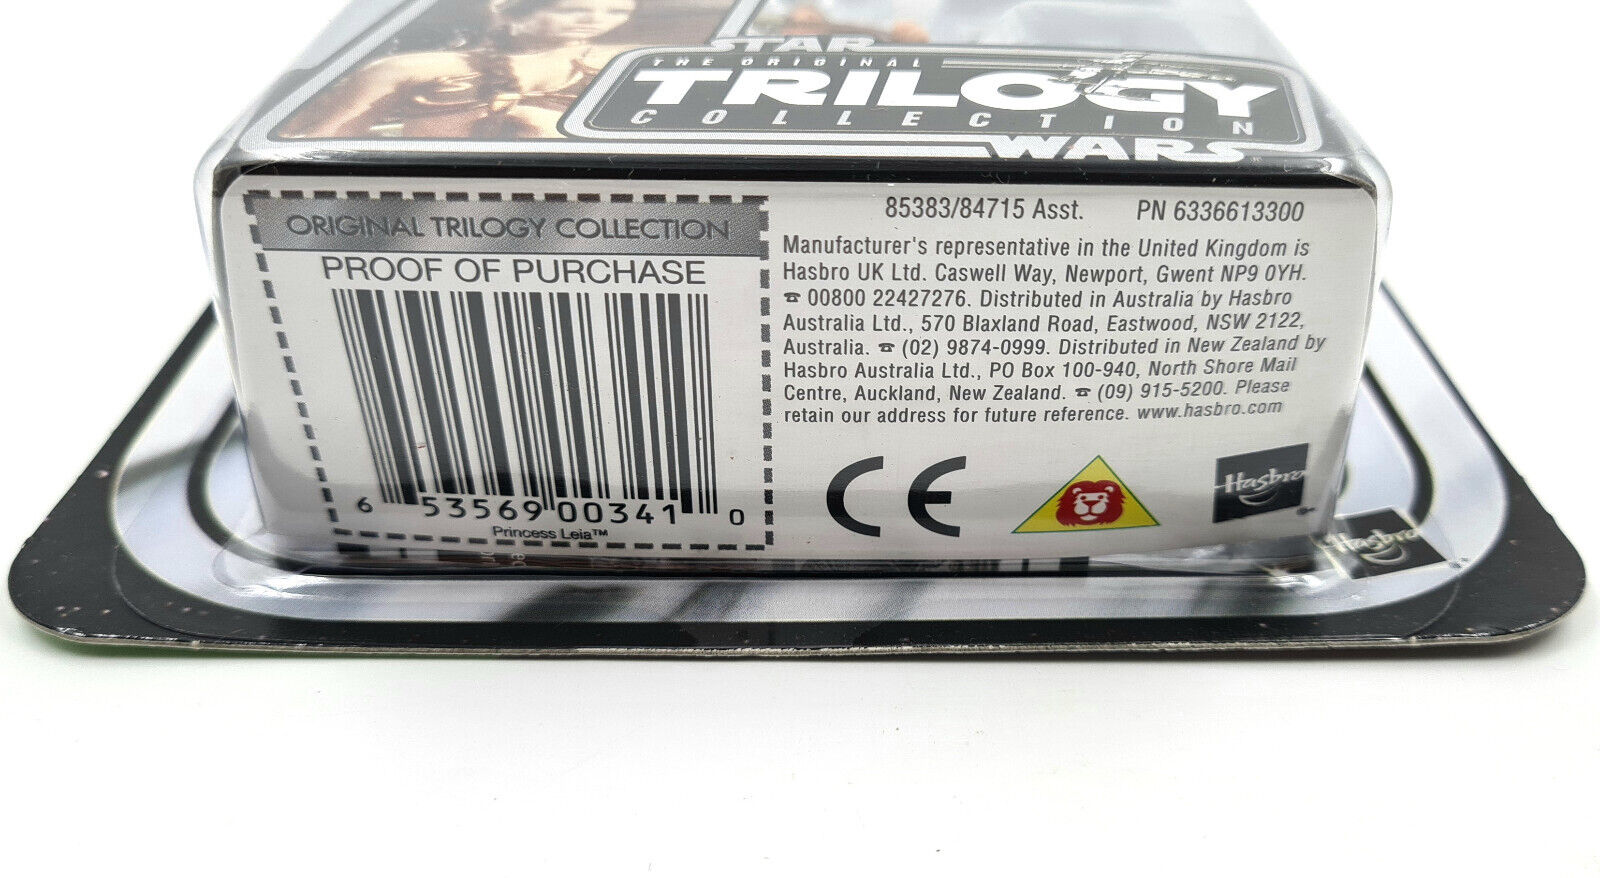 STAR
THE ORIGINAL
TRILOGY
COLLECTION
WARS
ORIGINAL TRILOGY COLLECTION
PROOF OF PURCHASE
6 53569 00341 0
Princess Leia™
85383/84715 Asst. PN 6336613300
Manufacturer's representative in the United Kingdom is
Hasbro UK Ltd. Caswell Way, Newport, Gwent NP9 0YH.
☎ 00800 22427276. Distributed in Australia by Hasbro
Australia Ltd., 570 Blaxland Road, Eastwood, NSW 2122,
Australia. ☎ (02) 9874-0999. Distributed in New Zealand by
Hasbro Australia Ltd., PO Box 100-940, North Shore Mail
Centre, Auckland, New Zealand. ☎ (09) 915-5200. Please
retain our address for future reference. www.hasbro.com
CE
Hasbro
Hasbro